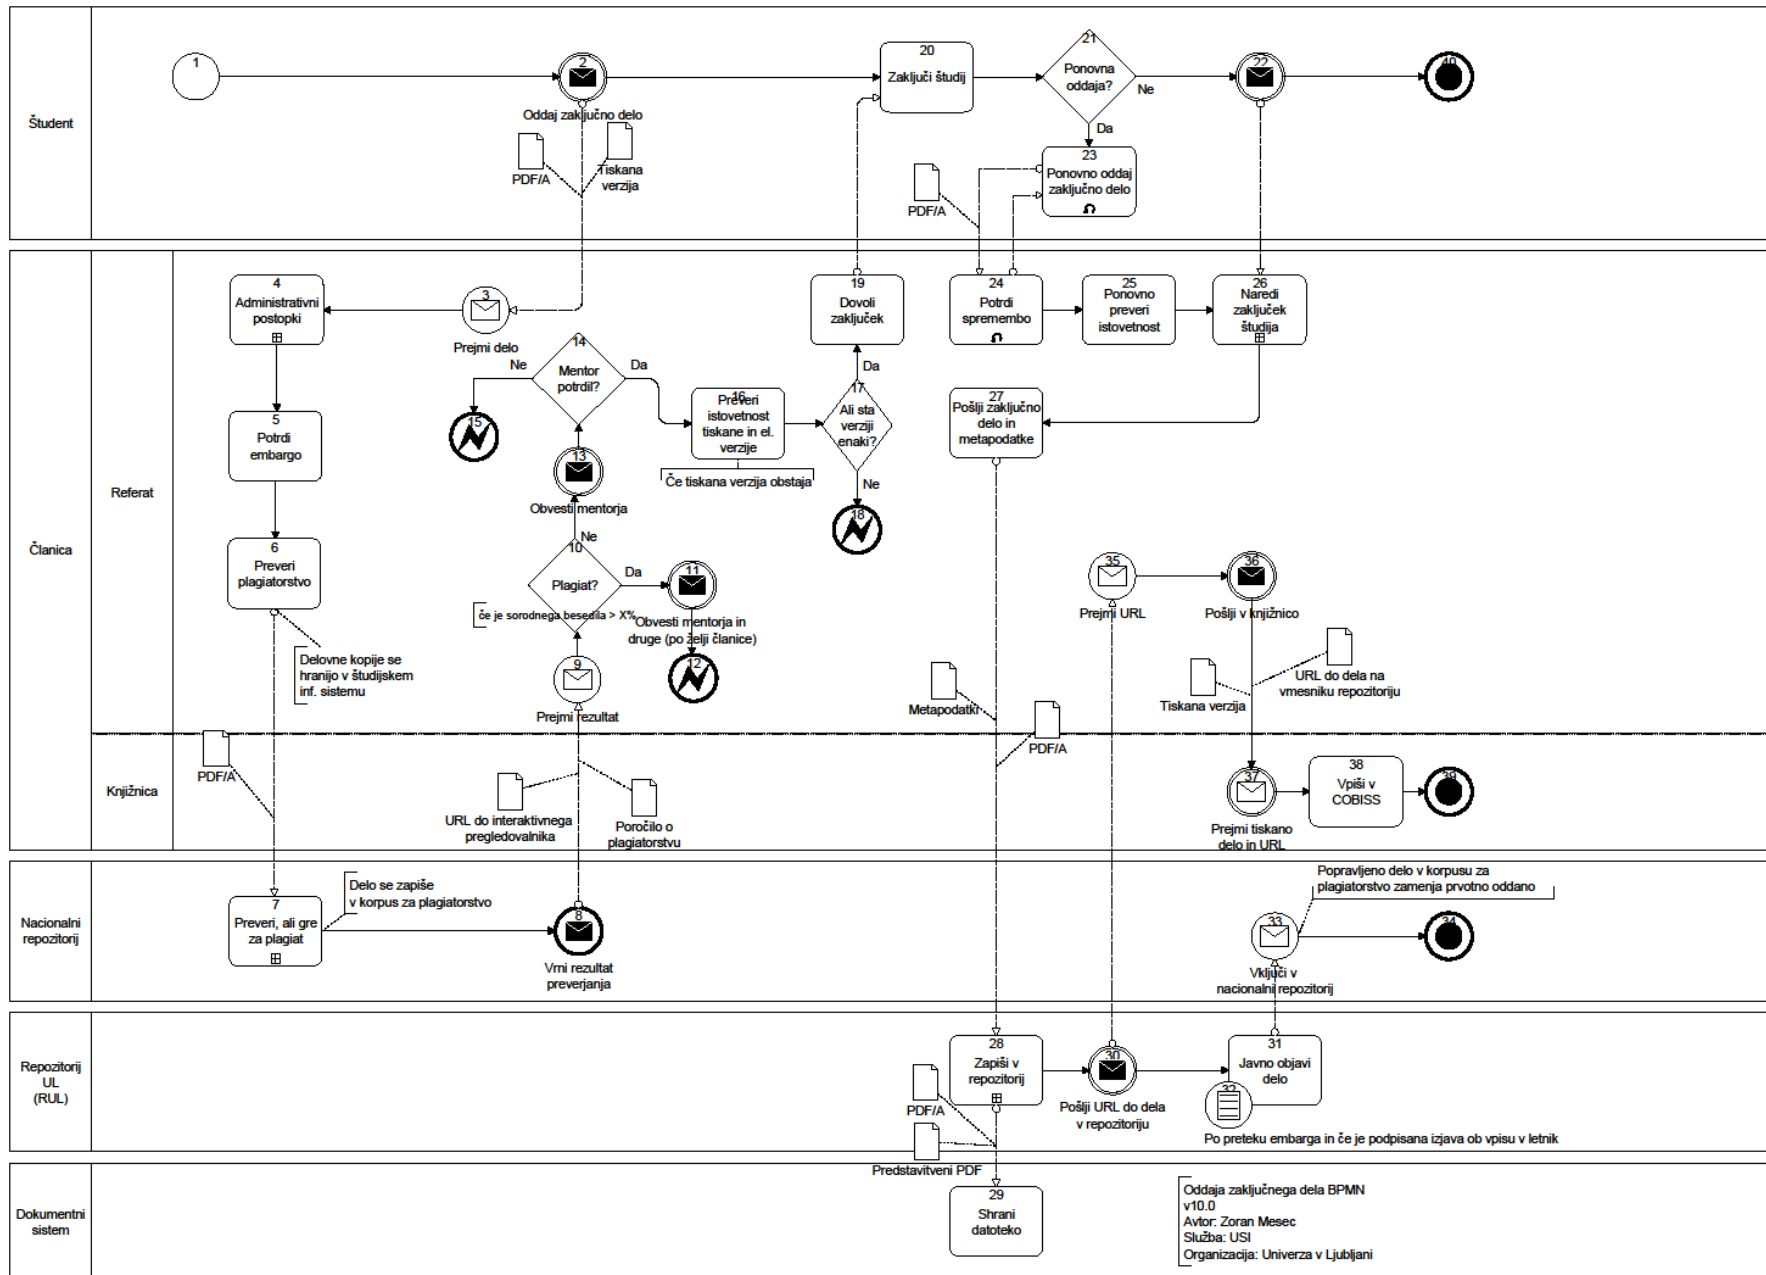 Študent
1
2
Oddaj zaključno delo
PDF/A
Tiskana
verzija
20
Zaključi študij
21
Ponovna
oddaja?
Ne
Da
22
40
23
Ponovno oddaj
zaključno delo
PDF/A
Članica
Referat
4
Administrativni
postopki
3
Prejmi delo
5
Potrdi
embargo
6
Preveri
plagiatorstvo
Delovne kopije se
hranijo v študijskem
inf. sistemu
14
Mentor
potrdil?
Ne
Da
15
13
Obvesti mentorja
Ne
10
Plagiat?
Da
če je sorodnega besedila > X%
11
Obvesti mentorja in
druge (po želji članice)
12
9
Prejmi rezultat
16
Preveri
istovetnost
tiskane in el.
verzije
Če tiskana verzija obstaja
17
Ali sta
verziji
enaki?
Da
Ne
18
19
Dovoli
zaključek
24
Potrdi
spremembo
25
Ponovno
preveri
istovetnost
26
Naredi
zaključek
študija
27
Pošlji zaključno
delo in
metapodatke
35
Prejmi URL
36
Pošlji v knjižnico
Metapodatki
PDF/A
Tiskana verzija
URL do dela na
vmesniku repozitoriju
Knjižnica
PDF/A
URL do interaktivnega
pregledovalnika
Poročilo o
plagiatorstvu
37
Prejmi tiskano
delo in URL
38
Vpiši v
COBISS
39
Nacionalni
repozitorij
7
Preveri, ali gre
za plagiat
Delo se zapiše
v korpus za plagiatorstvo
8
Vrni rezultat
preverjanja
33
Vključi v
nacionalni repozitorij
Popravljeno delo v korpusu za
plagiatorstvo zamenja prvotno oddano
34
Repozitorij
UL
(RUL)
28
Zapiši v
repozitorij
PDF/A
Predstavitveni PDF
30
Pošlji URL do dela
v repozitoriju
31
Javno objavi
delo
32
Po preteku embarga in če je podpisana izjava ob vpisu v letnik
Dokumentni
sistem
29
Shrani
datoteko
Oddaja zaključnega dela BPMN
v10.0
Avtor: Zoran Mesec
Služba: USI
Organizacija: Univerza v Ljubljani